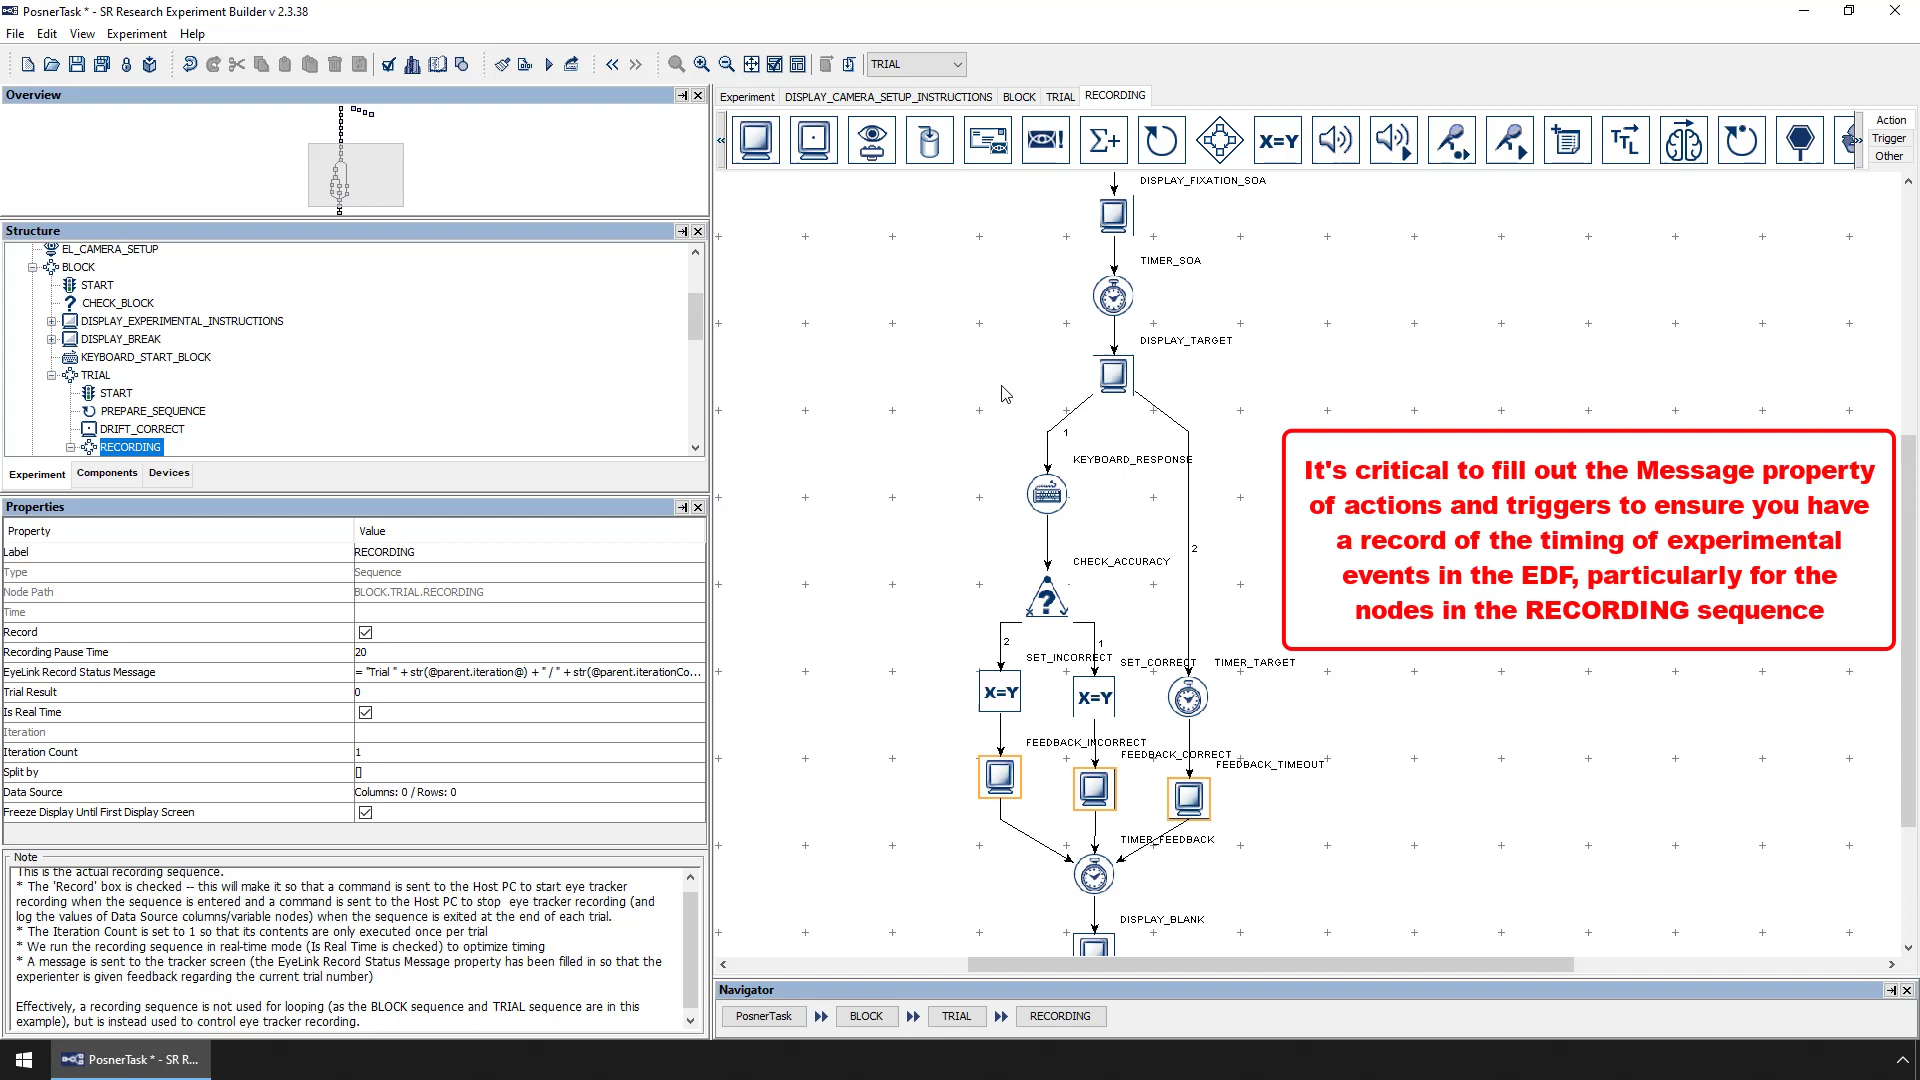 PosnerTask * - SR Research Experiment Builder v 2.3.38
File Edit View Experiment Help
TRIAL
Overview
Structure
EL_CAMERA_SETUP
BLOCK
START
CHECK_BLOCK
DISPLAY_EXPERIMENTAL_INSTRUCTIONS
DISPLAY_BREAK
KEYBOARD_START_BLOCK
TRIAL
START
PREPARE_SEQUENCE
DRIFT_CORRECT
RECORDING
Experiment Components Devices
Properties
Property Value
Label RECORDING
Type Sequence
Node Path BLOCK.TRIAL.RECORDING
Time
Record
Recording Pause Time 20
EyeLink Record Status Message = "Trial " + str(@parent.iteration@) + " / " + str(@parent.iterationCo...
Trial Result 0
Is Real Time
Iteration
Iteration Count 1
Split by []
Data Source Columns: 0 / Rows: 0
Freeze Display Until First Display Screen
Note
This is the actual recording sequence.
* The 'Record' box is checked -- this will make it so that a command is sent to the Host PC to start eye tracker
recording when the sequence is entered and a command is sent to the Host PC to stop eye tracker recording (and
log the values of Data Source columns/variable nodes) when the sequence is exited at the end of each trial.
* The Iteration Count is set to 1 so that its contents are only executed once per trial
* We run the recording sequence in real-time mode (Is Real Time is checked) to optimize timing
* A message is sent to the tracker screen (the EyeLink Record Status Message property has been filled in so that the
experienter is given feedback regarding the current trial number)
Effectively, a recording sequence is not used for looping (as the BLOCK sequence and TRIAL sequence are in this
example), but is instead used to control eye tracker recording.
Experiment DISPLAY_CAMERA_SETUP_INSTRUCTIONS BLOCK TRIAL RECORDING
X=Y
TTL
Action
Trigger
Other
DISPLAY_FIXATION_SOA
TIMER_SOA
DISPLAY_TARGET
1
KEYBOARD_RESPONSE
2
CHECK_ACCURACY
2
1
SET_INCORRECT SET_CORRECT TIMER_TARGET
X=Y X=Y
FEEDBACK_INCORRECT
FEEDBACK_CORRECT
FEEDBACK_TIMEOUT
TIMER_FEEDBACK
DISPLAY_BLANK
It's critical to fill out the Message property
of actions and triggers to ensure you have
a record of the timing of experimental
events in the EDF, particularly for the
nodes in the RECORDING sequence
Navigator
PosnerTask BLOCK TRIAL RECORDING
PosnerTask * - SR R...